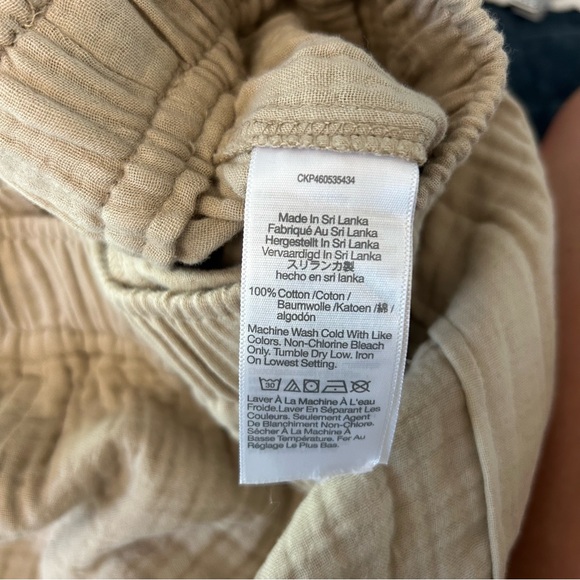 CKP460535434
Made In Sri Lanka
Fabriqué Au Sri Lanka
Hergestellt In Sri Lanka
Vervaardigd In Sri Lanka
スリランカ製
hecho en sri lanka
100% Cotton /Coton /
Baumwolle /Katoen /綿 /
algodón
Machine Wash Cold With Like
Colors. Non-Chlorine Bleach
Only. Tumble Dry Low. Iron
On Lowest Setting.
30
Laver À La Machine À L'eau
Froide.Laver En Séparant Les
Couleurs. Seulement Agent
De Blanchiment Non-Chlore.
Sécher À La Machine À
Basse Température. Fer Au
Réglage Le Plus Bas.